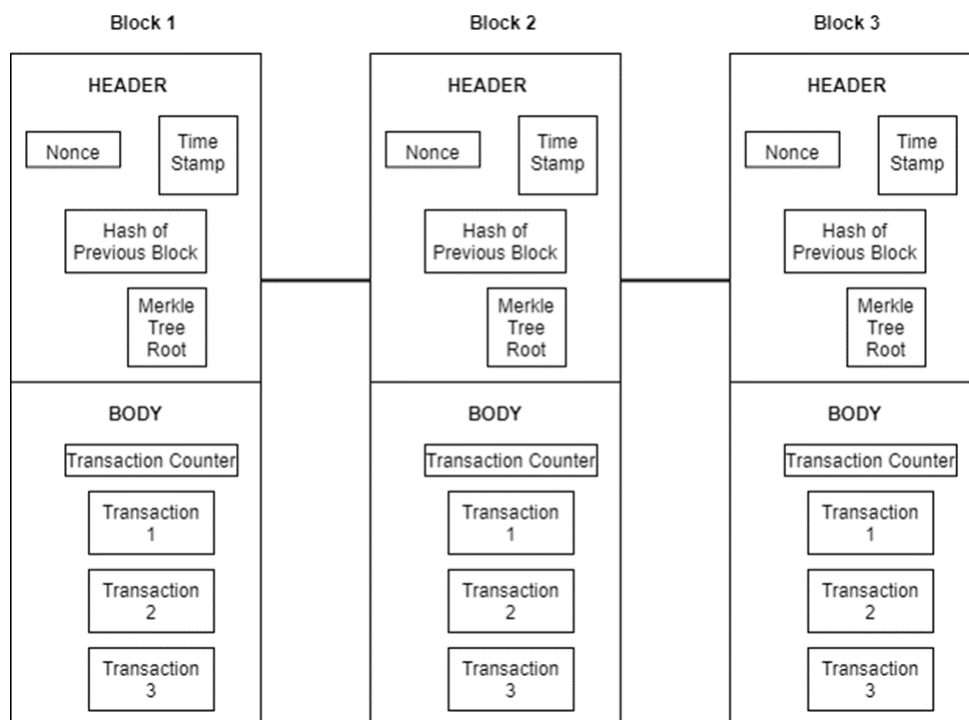 Block 1
Block 2
Block 3
HEADER
Nonce
Time
Stamp
Hash of
Previous Block
Merkle
Tree
Root
BODY
Transaction Counter
Transaction
1
Transaction
2
Transaction
3
HEADER
Nonce
Time
Stamp
Hash of
Previous Block
Merkle
Tree
Root
BODY
Transaction Counter
Transaction
1
Transaction
2
Transaction
3
HEADER
Nonce
Time
Stamp
Hash of
Previous Block
Merkle
Tree
Root
BODY
Transaction Counter
Transaction
1
Transaction
2
Transaction
3